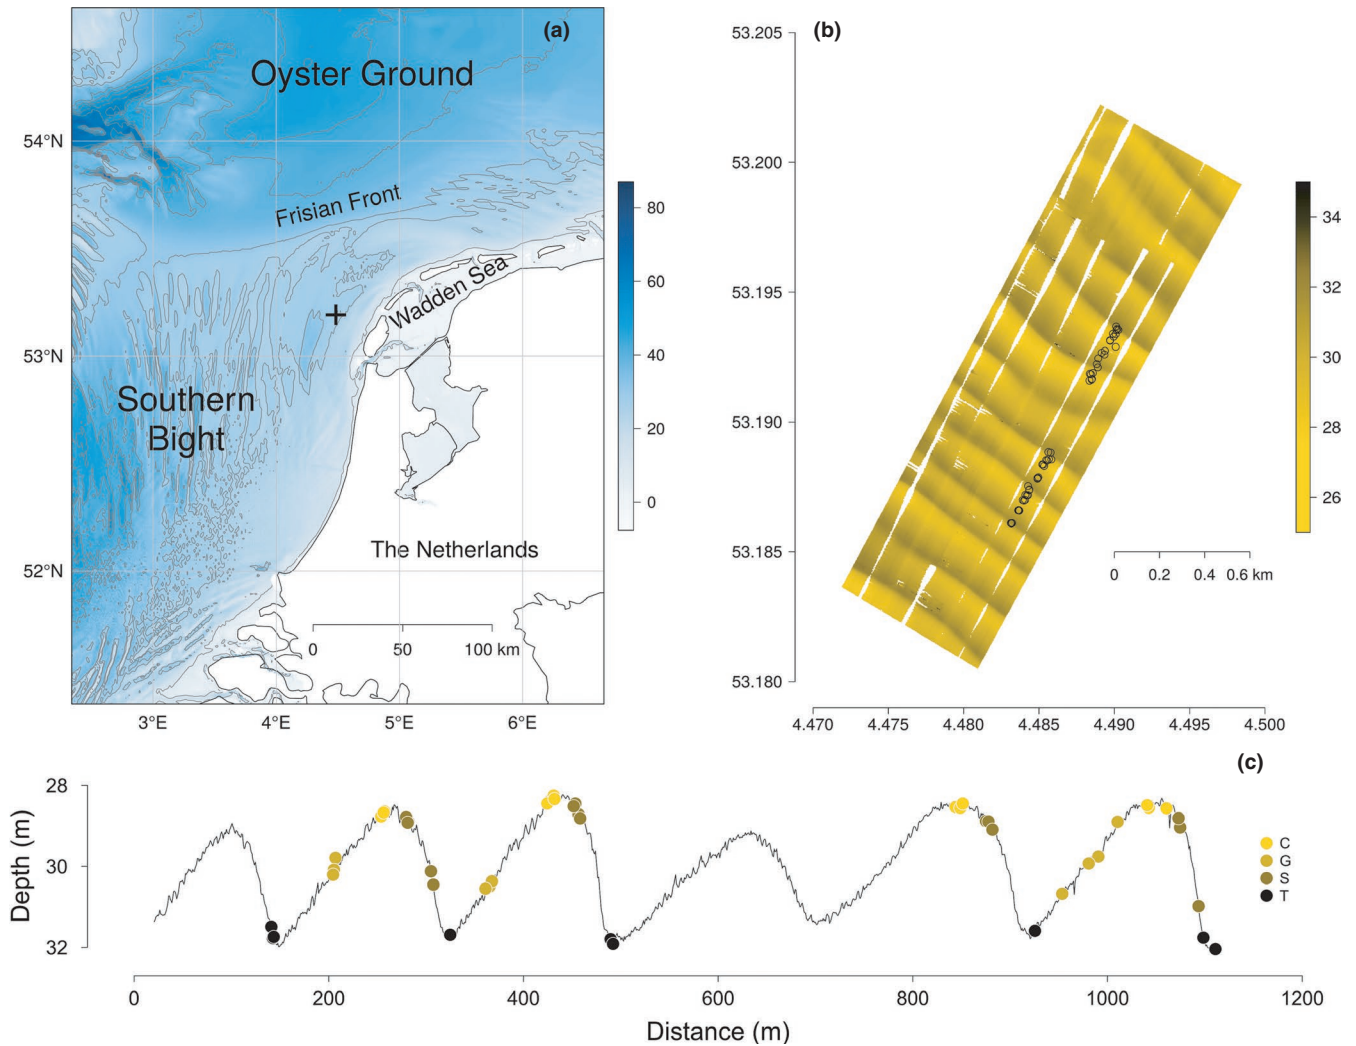 (a)
Oyster Ground
54°N
Frisian Front
Wadden Sea
53°N
Southern
Bight
The Netherlands
52°N
0 50 100 km
3°E 4°E 5°E 6°E
80
60
40
20
0
(b)
53.205
53.200
53.195
53.190
53.185
53.180
0 0.2 0.4 0.6 km
4.470 4.475 4.480 4.485 4.490 4.495 4.500
34
32
30
28
26
(c)
Depth (m)
28
30
32
C
G
S
T
0 200 400 600 800 1000 1200
Distance (m)